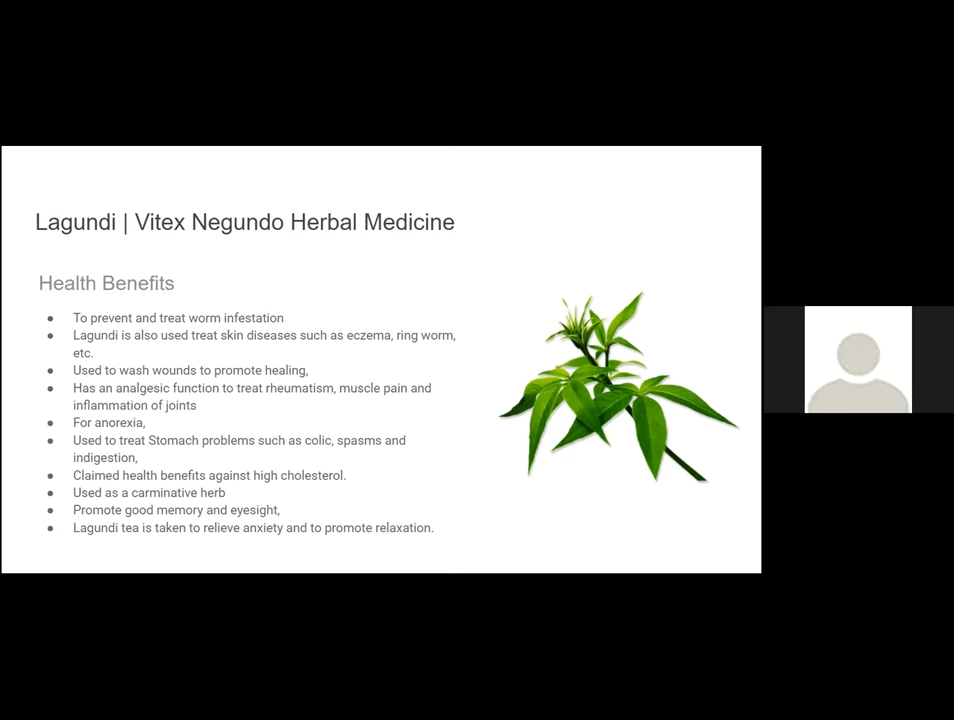 Lagundi | Vitex Negundo Herbal Medicine
Health Benefits
● To prevent and treat worm infestation
● Lagundi is also used treat skin diseases such as eczema, ring worm,
etc.
● Used to wash wounds to promote healing,
● Has an analgesic function to treat rheumatism, muscle pain and
inflammation of joints
● For anorexia,
● Used to treat Stomach problems such as colic, spasms and
indigestion,
● Claimed health benefits against high cholesterol.
● Used as a carminative herb
● Promote good memory and eyesight,
● Lagundi tea is taken to relieve anxiety and to promote relaxation.